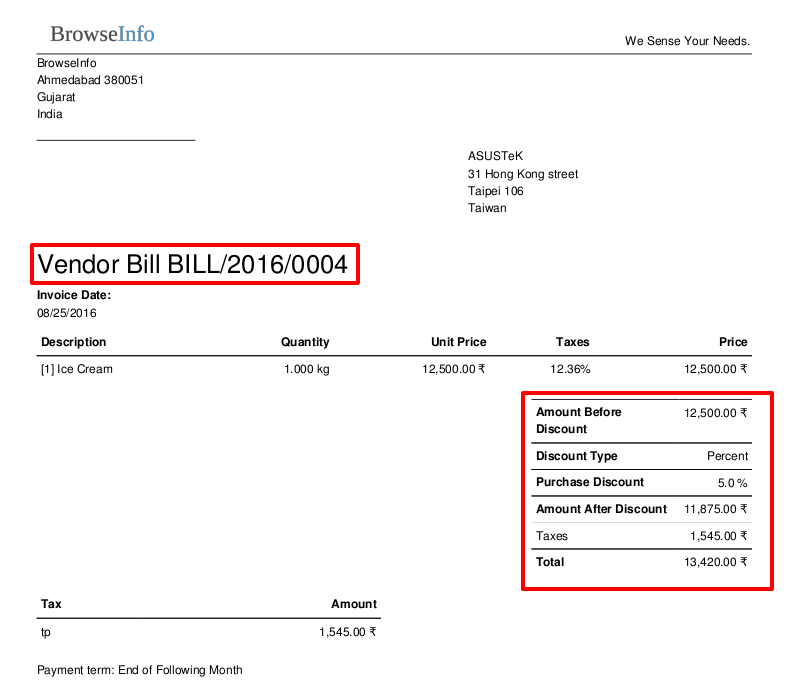 BrowseInfo
We Sense Your Needs.
BrowseInfo
Ahmedabad 380051
Gujarat
India
ASUSTeK
31 Hong Kong street
Taipei 106
Taiwan
Vendor Bill BILL/2016/0004
Invoice Date:
08/25/2016
Description Quantity Unit Price Taxes Price
[1] Ice Cream 1.000 kg 12,500.00 ₹ 12.36% 12,500.00 ₹
Amount Before 12,500.00 ₹
Discount
Discount Type Percent
Purchase Discount 5.0 %
Amount After Discount 11,875.00 ₹
Taxes 1,545.00 ₹
Total 13,420.00 ₹
Tax Amount
tp 1,545.00 ₹
Payment term: End of Following Month